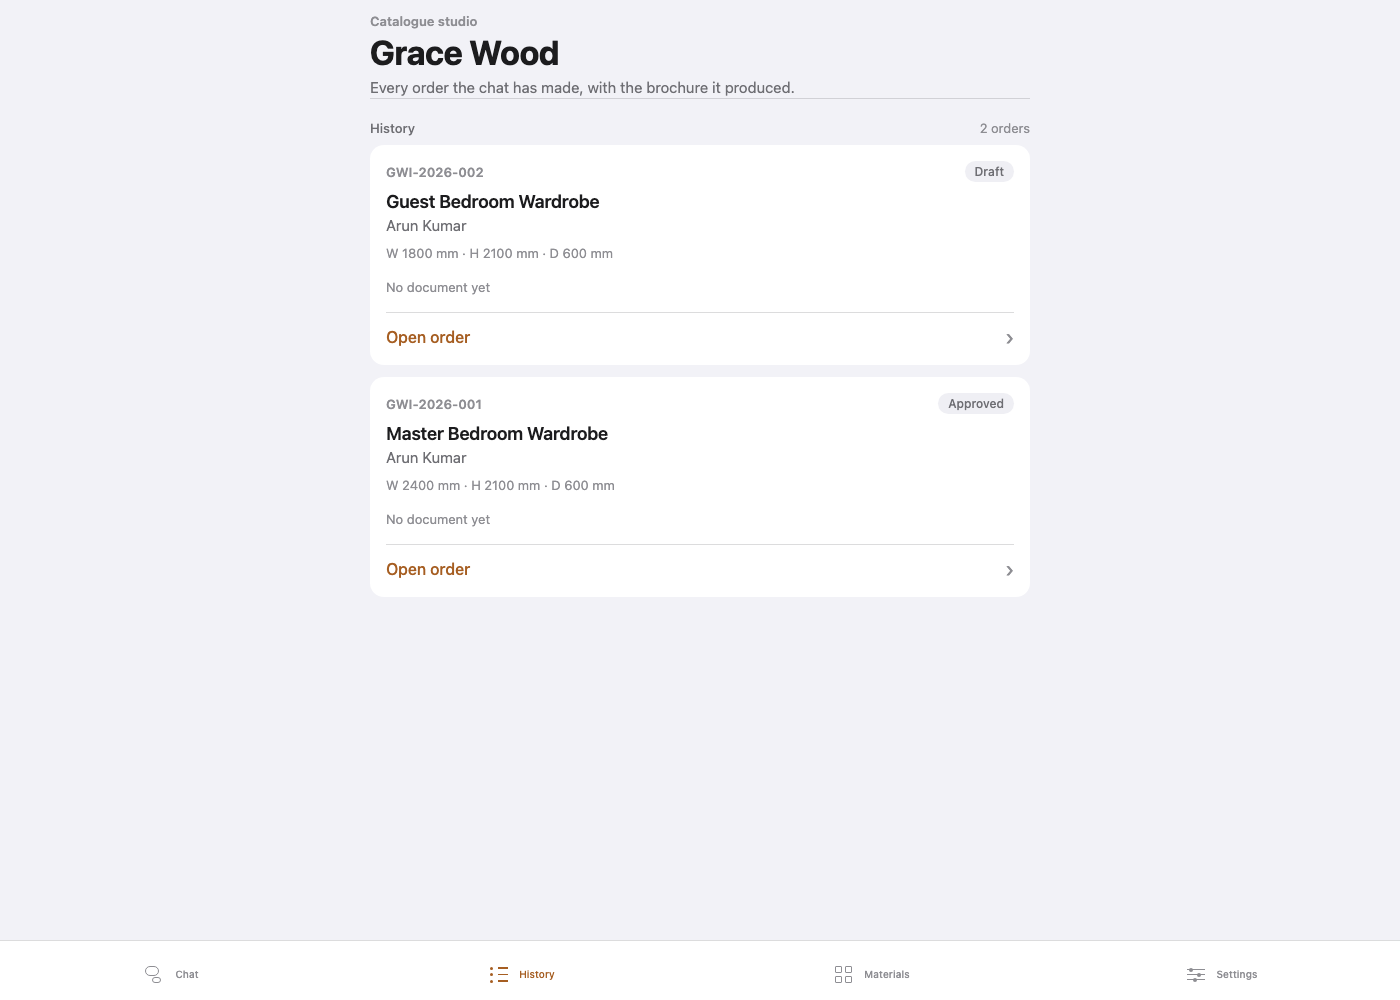 Catalogue studio
Grace Wood
Every order the chat has made, with the brochure it produced.
History
2 orders
GWI-2026-002
Draft
Guest Bedroom Wardrobe
Arun Kumar
W 1800 mm · H 2100 mm · D 600 mm
No document yet
Open order
GWI-2026-001
Approved
Master Bedroom Wardrobe
Arun Kumar
W 2400 mm · H 2100 mm · D 600 mm
No document yet
Open order
Chat
History
Materials
Settings